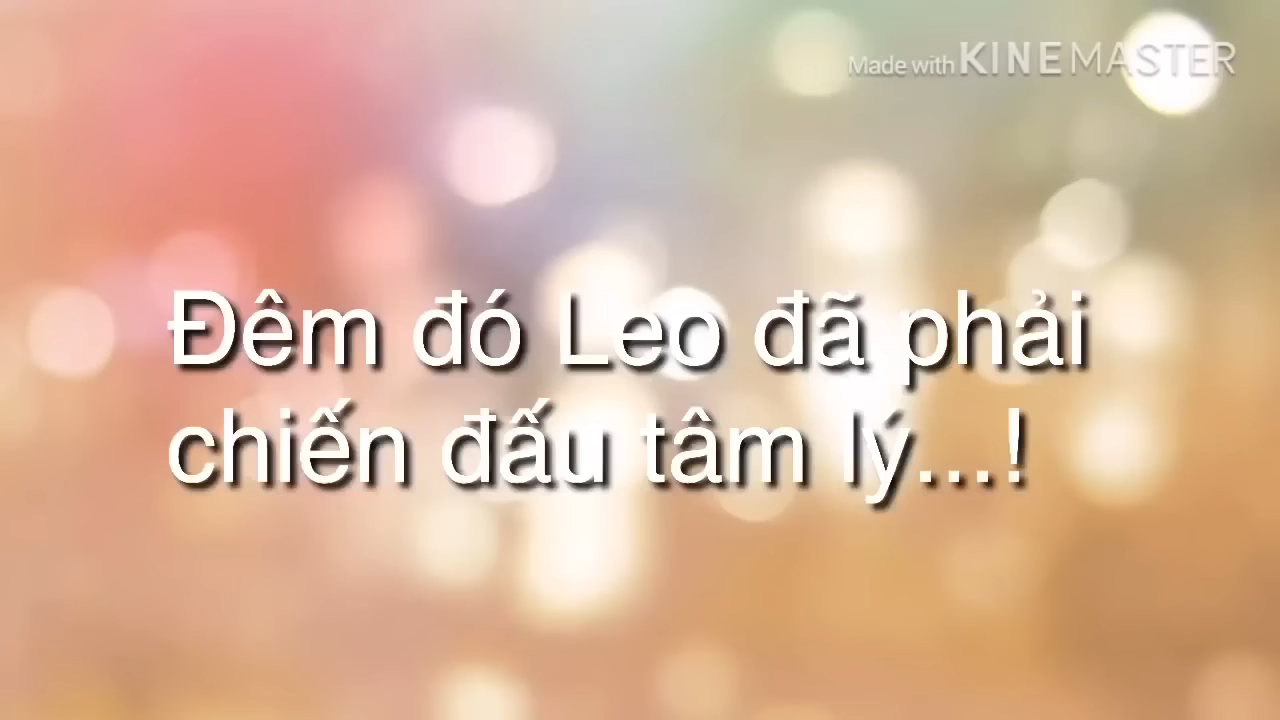 Made with KINEMASTER
Đêm đó Leo đã phải
chiến đấu tâm lý...!